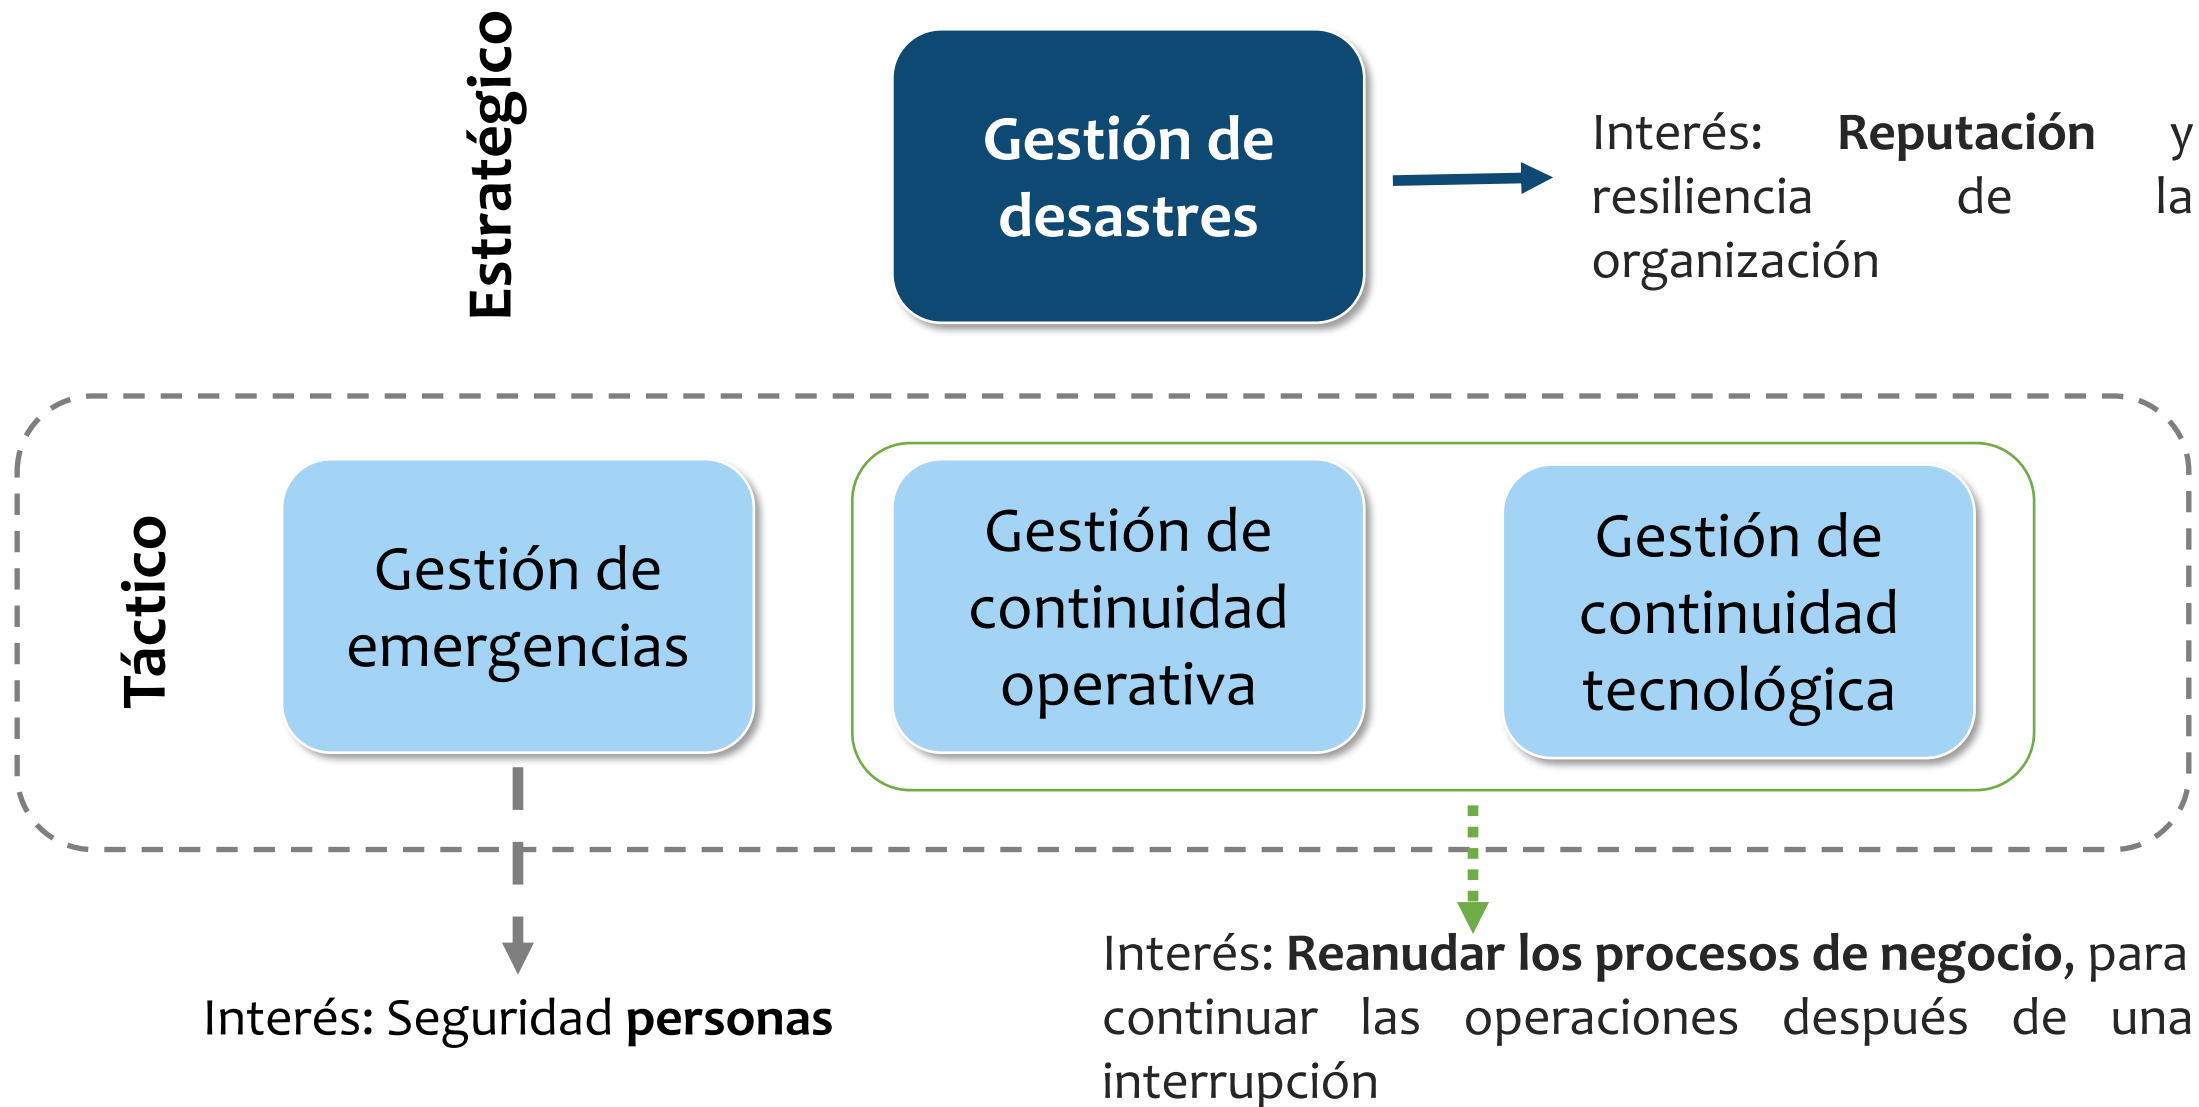 Estratégico
Gestión de
desastres
Interés: Reputación y
resiliencia de la
organización
Táctico
Gestión de
emergencias
Gestión de
continuidad
operativa
Gestión de
continuidad
tecnológica
Interés: Seguridad personas
Interés: Reanudar los procesos de negocio, para
continuar las operaciones después de una
interrupción